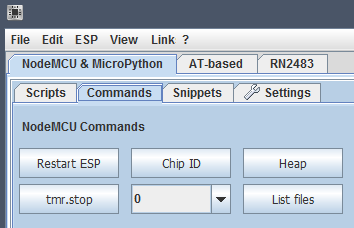 File Edit ESP View Link ?
NodeMCU & MicroPython AT-based RN2483
Scripts Commands Snippets Settings
NodeMCU Commands
Restart ESP Chip ID Heap
tmr.stop 0 List files